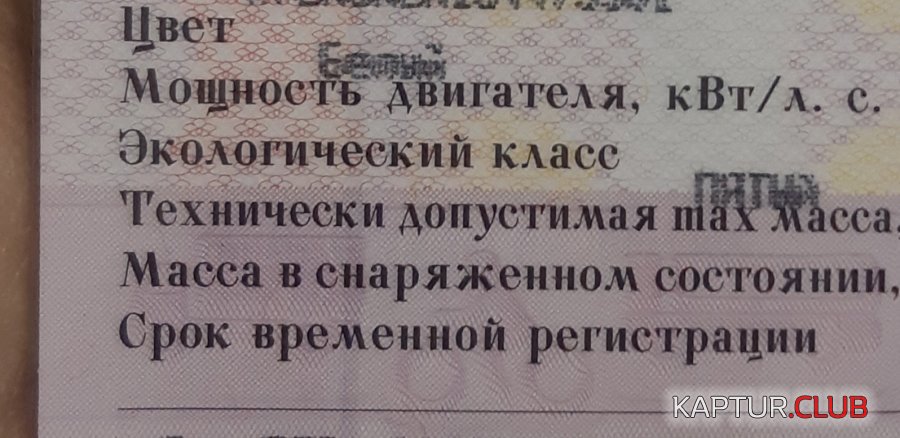 Цвет
Белый
Мощность двигателя, кВт/л. с.
Экологический класс
пятый
Технически допустимая max масса,
Масса в снаряженном состоянии,
Срок временной регистрации
KAPTUR.CLUB